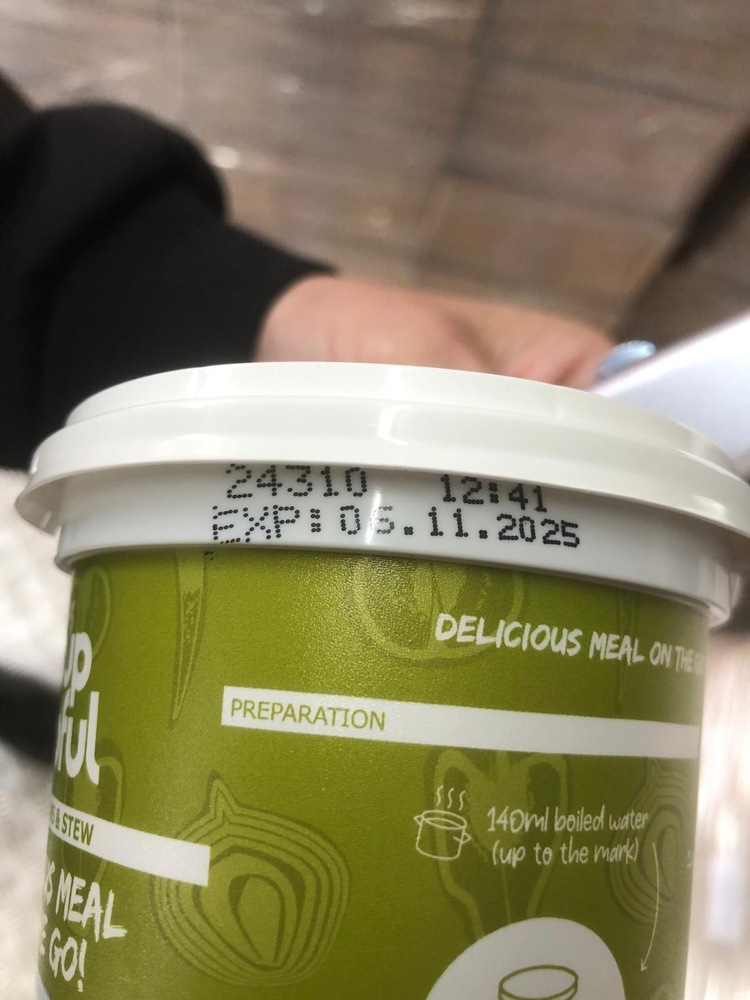 24310 12:41
EXP:06.11.2025
DELICIOUS MEAL ON THE
PREPARATION
& STEW
MEAL
GO!
140ml boiled water
(up to the mark)